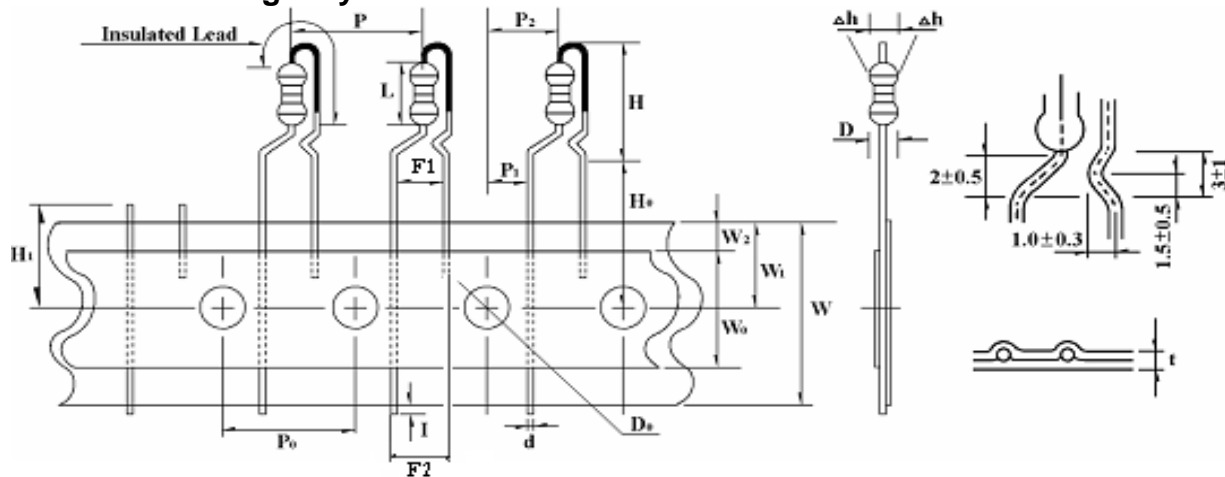 P
P₂
Δh
Δh
Insulated Lead
L
H
D
F1
P₁
2±0.5
3±1
H₀
1.0±0.3
1.5±0.5
H₁
W₂
W₁
W
W₀
t
P₀
I
d
D₀
F2